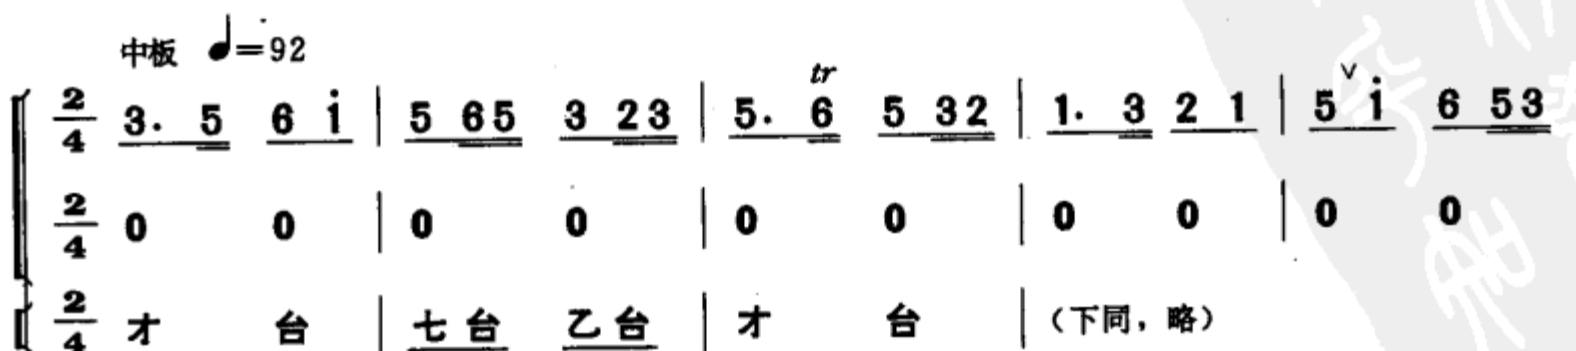 中板 ♩=92
2/4 3. 5 6 i̇ | 5 65 3 23 | 5. tr 6 5 32 | 1. 3 2 1 | 5 ∨ i̇ 6 53
2/4 0 0 | 0 0 | 0 0 | 0 0 | 0 0
2/4 才 台 | 七台 乙台 | 才 台 | （下同，略）